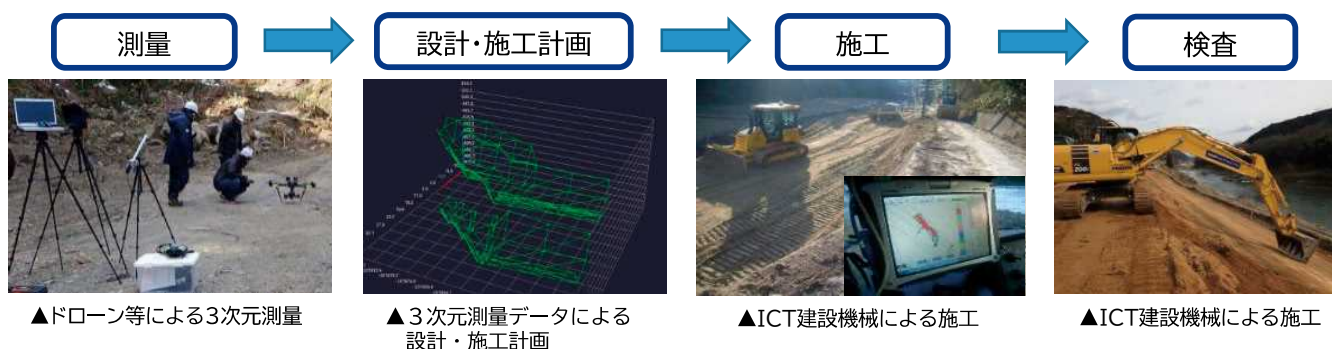 測量
設計・施工計画
施工
検査
▲ドローン等による3次元測量
▲３次元測量データによる
設計・施工計画
▲ICT建設機械による施工
▲ICT建設機械による施工